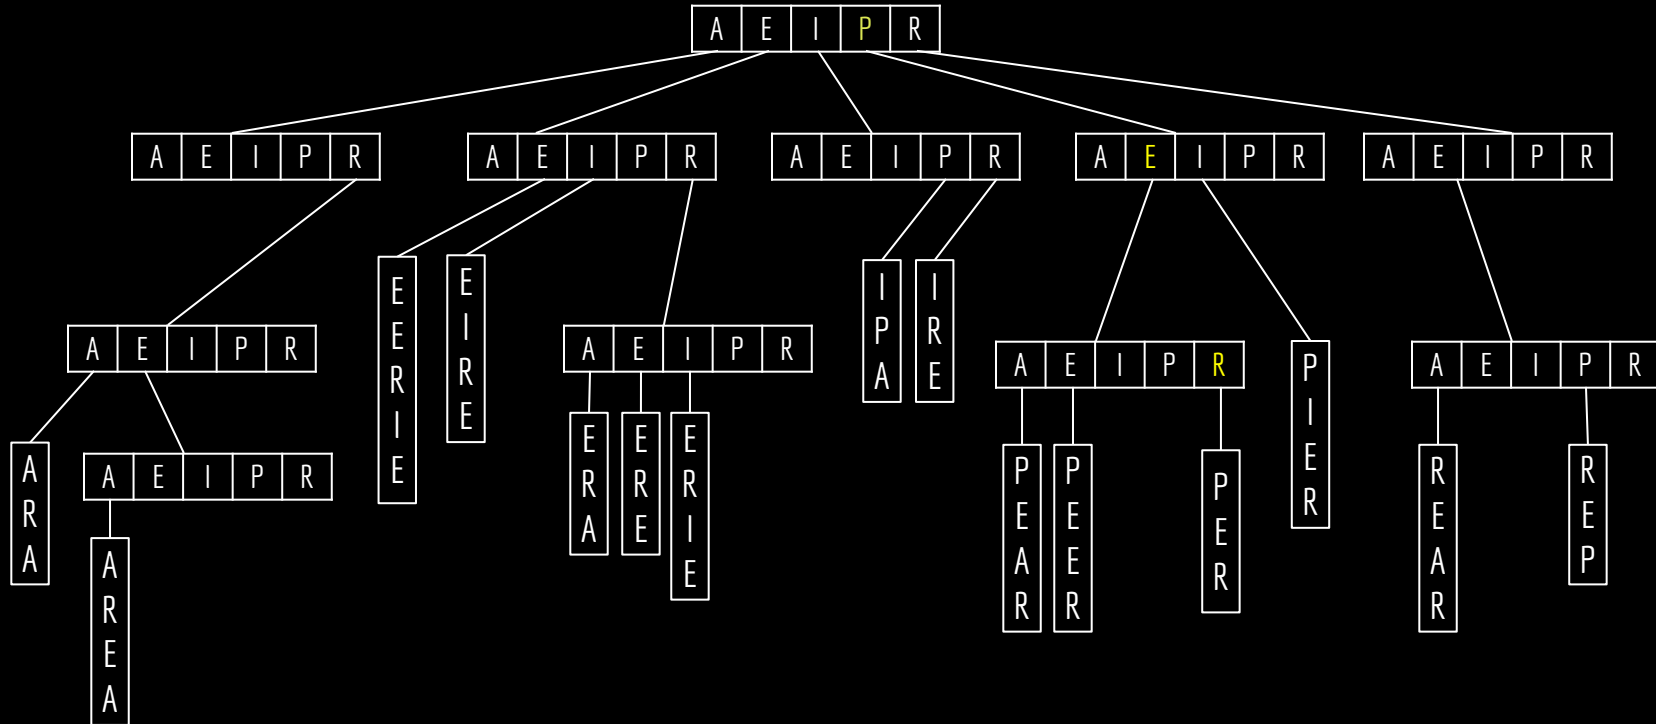 A E I P R
A E I P R
A E I P R
A E I P R
A E I P R
A E I P R
EERIE
EIRE
IPA
IRE
A E I P R
A E I P R
A E I P R
PIER
A E I P R
ARA
A E I P R
ERA
ERE
ERIE
PEAR
PEER
PER
REAR
REP
AREA